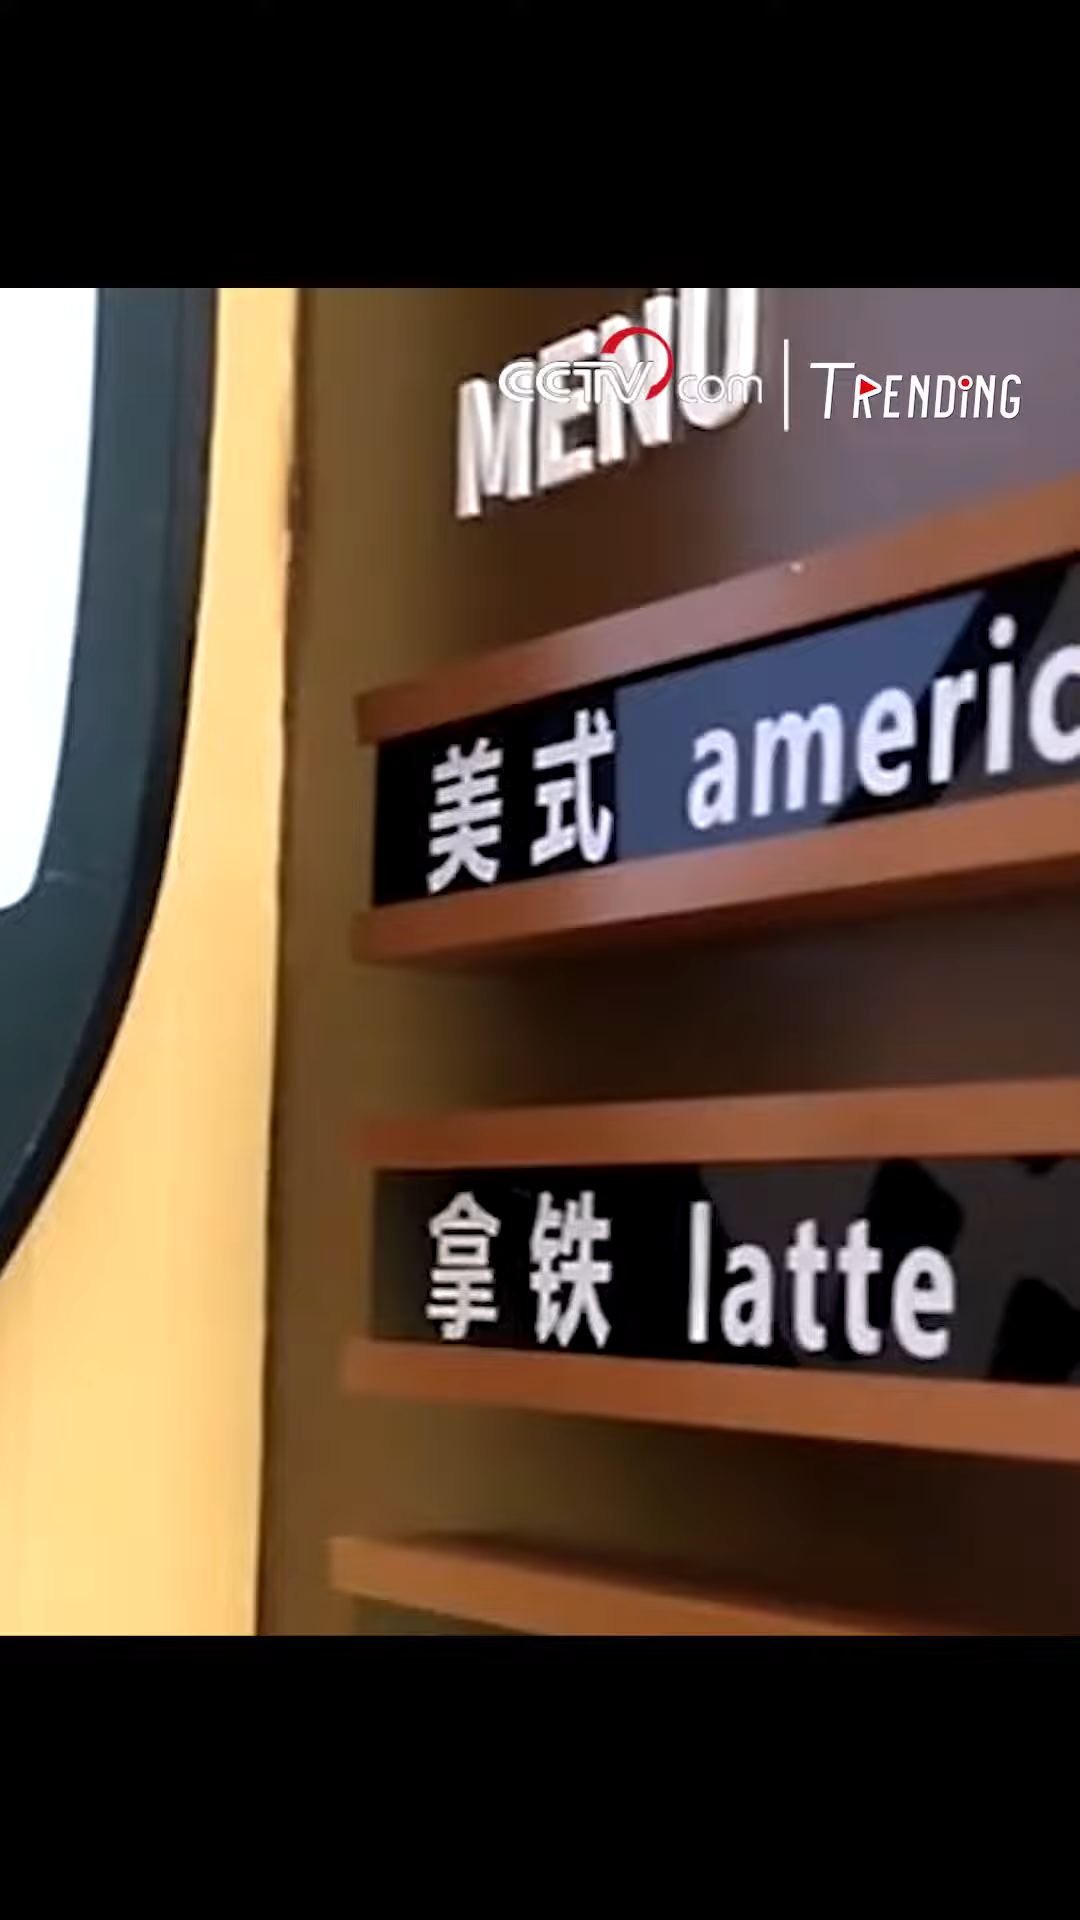 MENU
CCTV.com | TRENDING
美式 americ
拿铁 latte